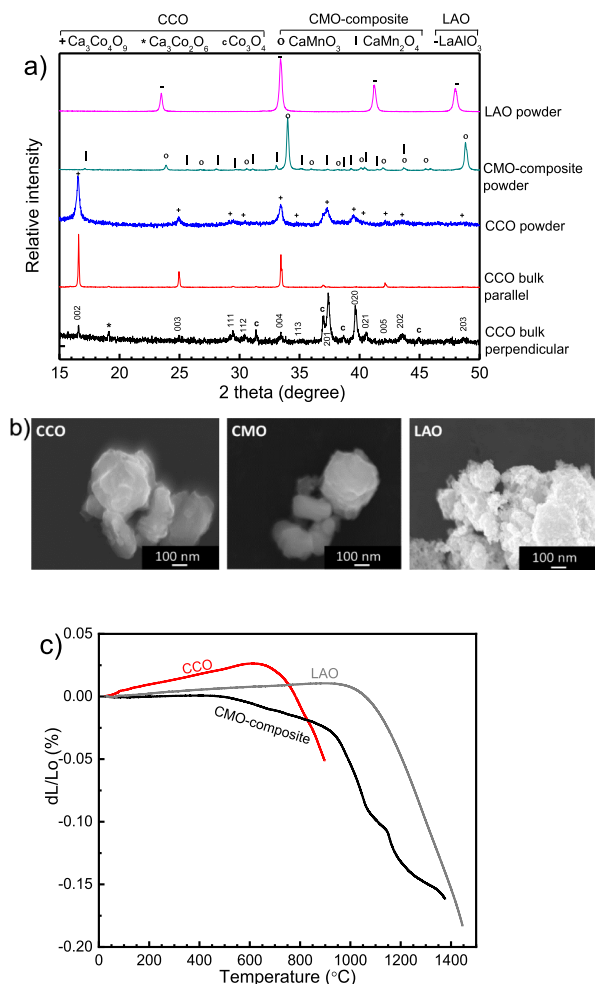 CCO CMO-composite LAO
+Ca3Co4O9 *Ca3Co2O6 cCo3O4 o CaMnO3 I CaMn2O4 -LaAlO3
a)
LAO powder
CMO-composite
powder
CCO powder
CCO bulk
parallel
CCO bulk
perpendicular
002 * 003 111 112 c 004 113 c 201 c 020 021 005 202 c 203
Relative intensity
15 20 25 30 35 40 45 50
2 theta (degree)
b)
CCO CMO LAO
100 nm 100 nm 100 nm
c)
0.05
0.00
-0.05
-0.10
-0.15
-0.20
CCO
LAO
CMO-composite
dL/Lo (%)
0 200 400 600 800 1000 1200 1400
Temperature (°C)